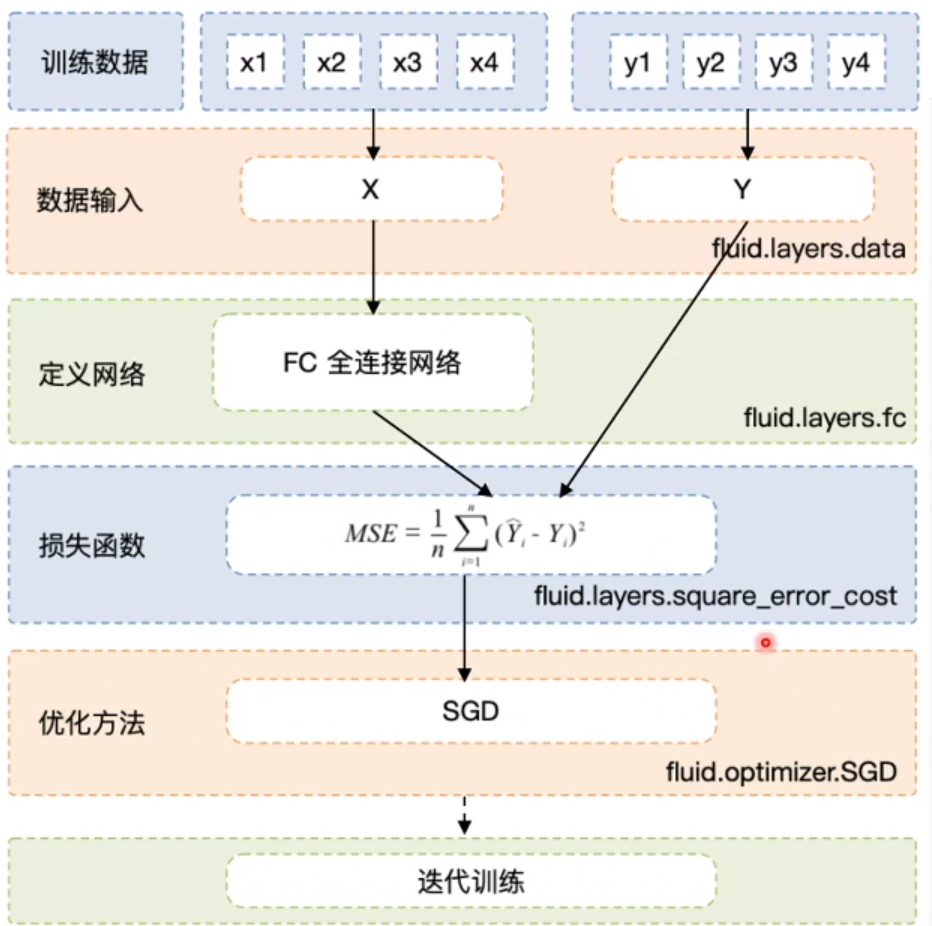 训练数据
x1 x2 x3 x4
y1 y2 y3 y4
数据输入
X
Y
fluid.layers.data
定义网络
FC 全连接网络
fluid.layers.fc
损失函数
MSE = \frac{1}{n} \sum_{i=1}^{n} (\hat{Y}_i - Y_i)^2
fluid.layers.square_error_cost
优化方法
SGD
fluid.optimizer.SGD
迭代训练